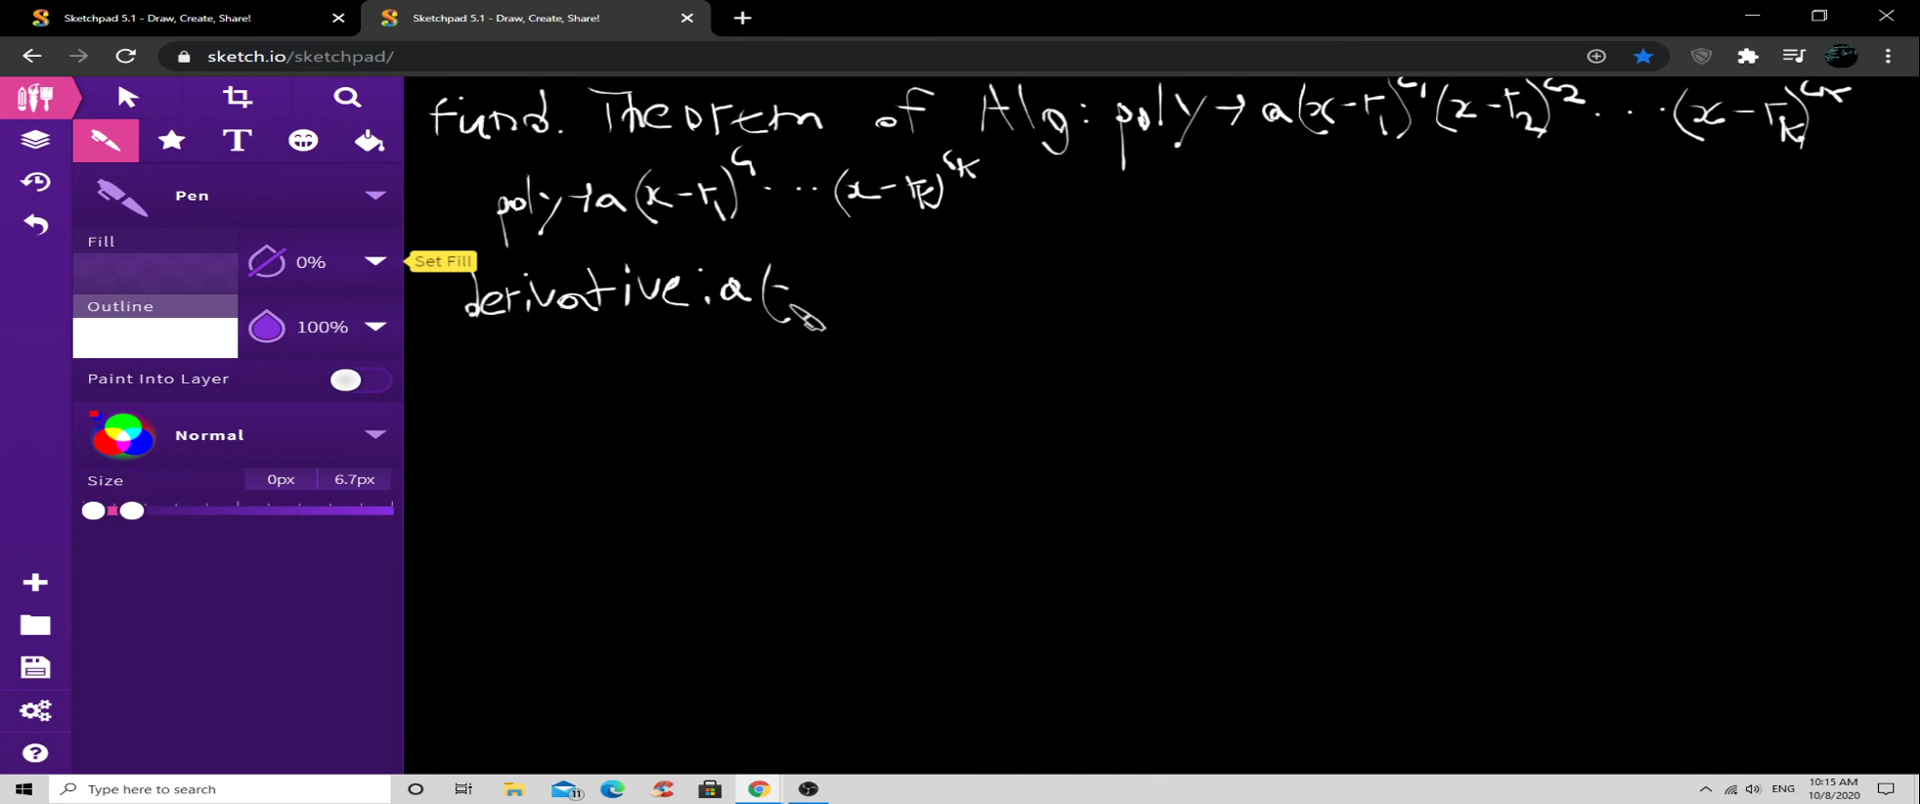 Sketchpad 5.1 - Draw, Create, Share!
Sketchpad 5.1 - Draw, Create, Share!
sketch.io/sketchpad/
fund. Theorem of Alg: poly→a(x-r₁)^c₁(x-r₂)^c₂....(x-rₖ)^cₖ
Pen
poly→a(x-r₁)^c₁....(x-rₖ)^cₖ
Fill
0%
Set Fill
derivative:a(
Outline
100%
Paint Into Layer
Normal
Size
0px
6.7px
Type here to search
11
ENG
10:15 AM
10/8/2020